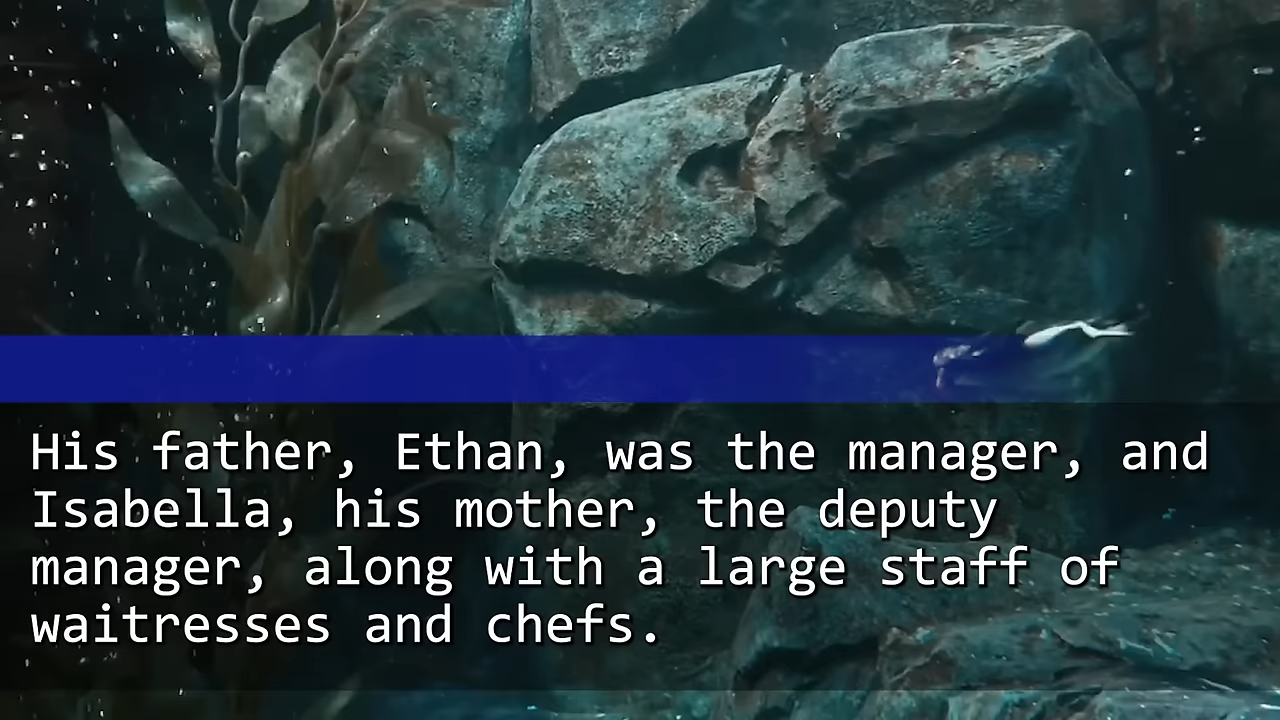 His father, Ethan, was the manager, and
Isabella, his mother, the deputy
manager, along with a large staff of
waitresses and chefs.